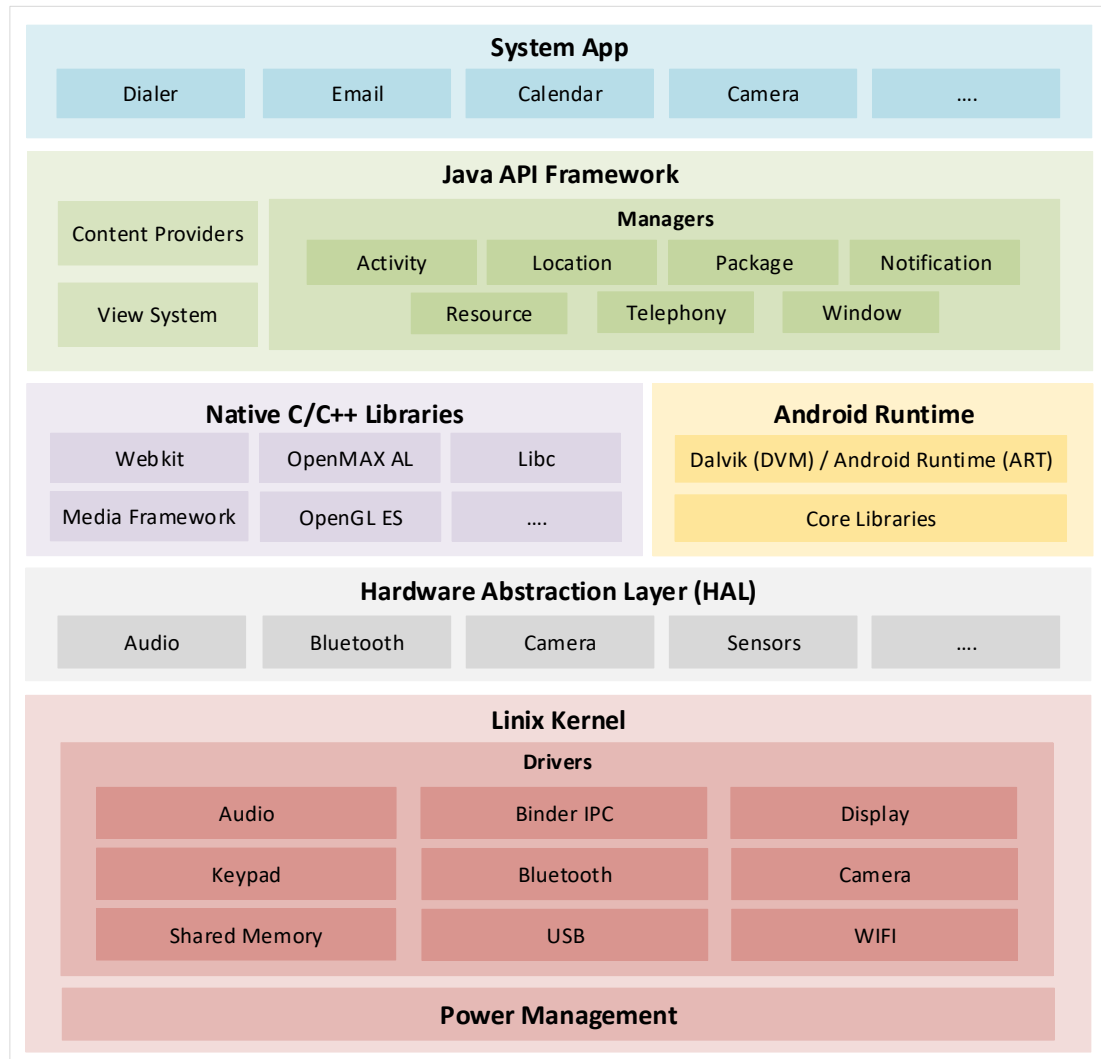 System App
Dialer
Email
Calendar
Camera
....
Java API Framework
Content Providers
View System
Managers
Activity
Location
Package
Notification
Resource
Telephony
Window
Native C/C++ Libraries
Webkit
OpenMAX AL
Libc
Media Framework
OpenGL ES
....
Android Runtime
Dalvik (DVM) / Android Runtime (ART)
Core Libraries
Hardware Abstraction Layer (HAL)
Audio
Bluetooth
Camera
Sensors
....
Linix Kernel
Drivers
Audio
Binder IPC
Display
Keypad
Bluetooth
Camera
Shared Memory
USB
WIFI
Power Management